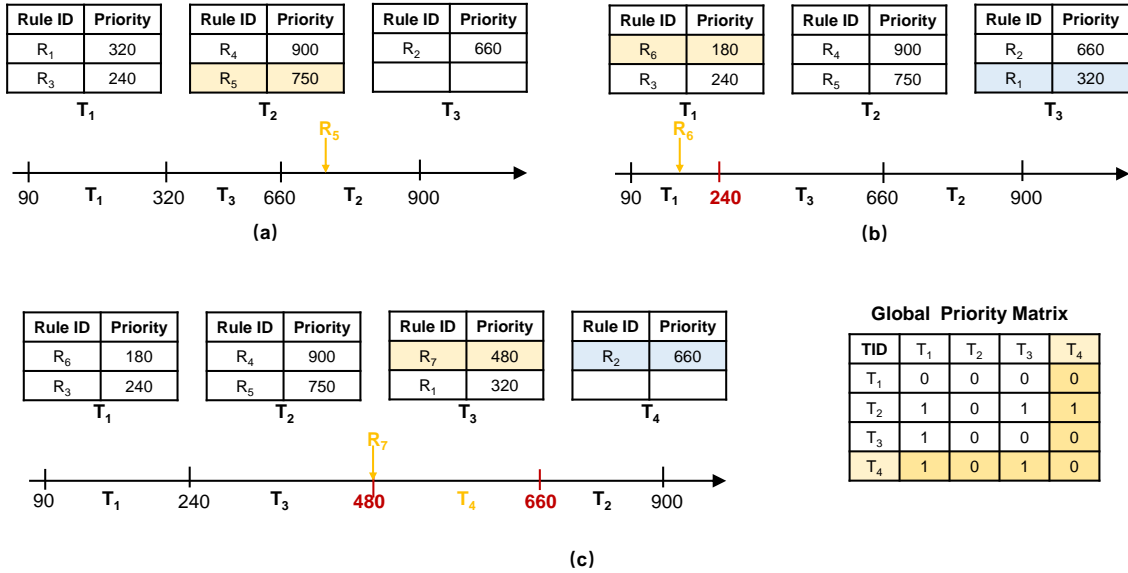 Rule ID Priority
R1 320
R3 240
T1
Rule ID Priority
R4 900
R5 750
T2
Rule ID Priority
R2 660
T3
R5
90 T1 320 T3 660 T2 900
(a)
Rule ID Priority
R6 180
R3 240
T1
Rule ID Priority
R4 900
R5 750
T2
Rule ID Priority
R2 660
R1 320
T3
R6
90 T1 240 T3 660 T2 900
(b)
Rule ID Priority
R6 180
R3 240
T1
Rule ID Priority
R4 900
R5 750
T2
Rule ID Priority
R7 480
R1 320
T3
Rule ID Priority
R2 660
T4
R7
90 T1 240 T3 480 T4 660 T2 900
Global Priority Matrix
TID T1 T2 T3 T4
T1 0 0 0 0
T2 1 0 1 1
T3 1 0 0 0
T4 1 0 1 0
(c)